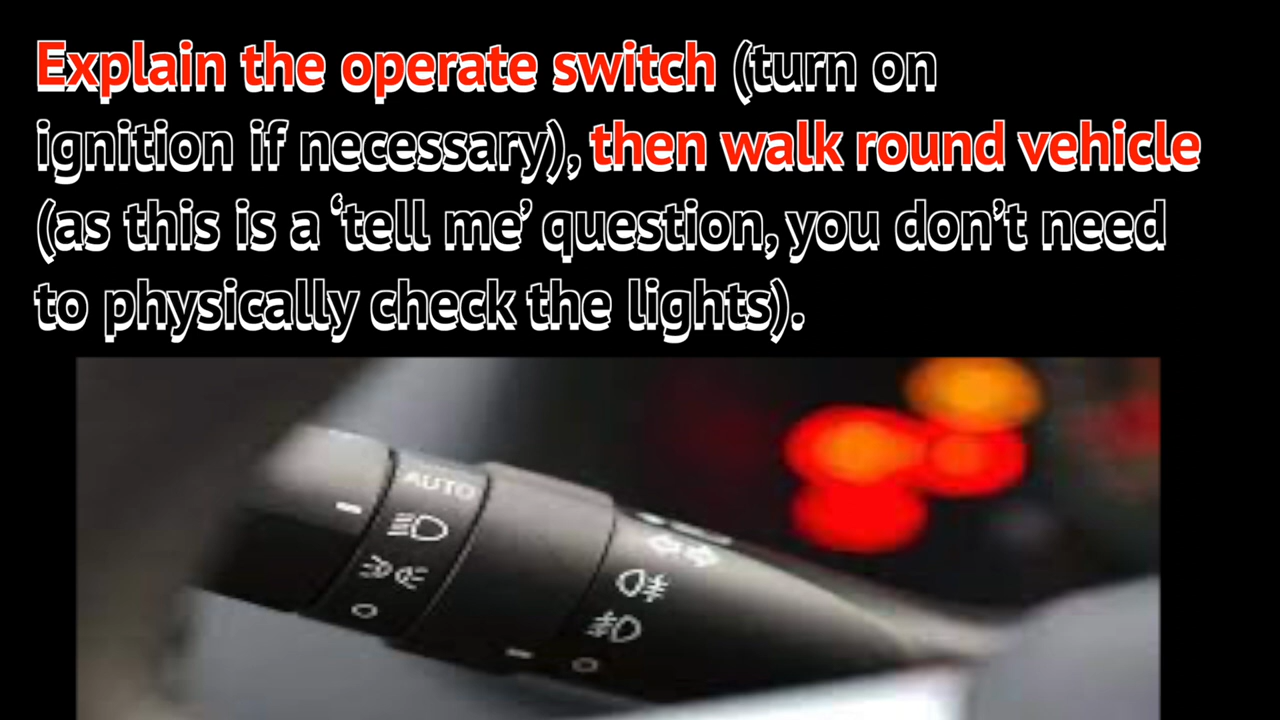 Explain the operate switch (turn on
ignition if necessary), then walk round vehicle
(as this is a ‘tell me’ question, you don’t need
to physically check the lights).
AUTO